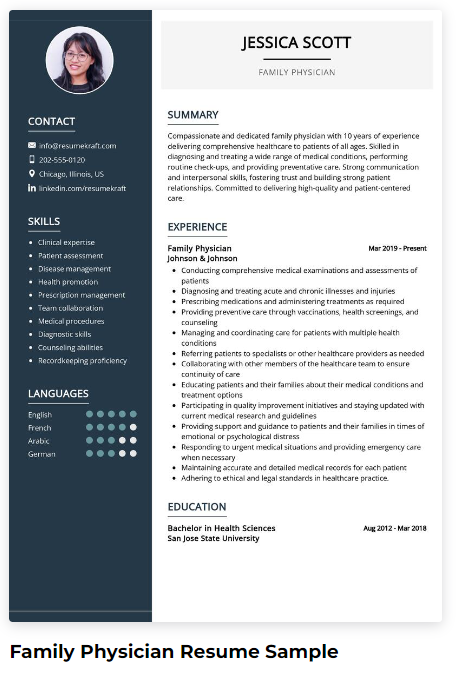 JESSICA SCOTT
FAMILY PHYSICIAN
CONTACT
info@resumekraft.com
202-555-0120
Chicago, Illinois, US
linkedin.com/resumekraft
SKILLS
Clinical expertise
Patient assessment
Disease management
Health promotion
Prescription management
Team collaboration
Medical procedures
Diagnostic skills
Counseling abilities
Recordkeeping proficiency
LANGUAGES
English
French
Arabic
German
SUMMARY
Compassionate and dedicated family physician with 10 years of experience
delivering comprehensive healthcare to patients of all ages. Skilled in
diagnosing and treating a wide range of medical conditions, performing
routine check-ups, and providing preventative care. Strong communication
and interpersonal skills, fostering trust and building strong patient
relationships. Committed to delivering high-quality and patient-centered
care.
EXPERIENCE
Family Physician Mar 2019 - Present
Johnson & Johnson
Conducting comprehensive medical examinations and assessments of
patients
Diagnosing and treating acute and chronic illnesses and injuries
Prescribing medications and administering treatments as required
Providing preventive care through vaccinations, health screenings, and
counseling
Managing and coordinating care for patients with multiple health
conditions
Referring patients to specialists or other healthcare providers as needed
Collaborating with other members of the healthcare team to ensure
continuity of care
Educating patients and their families about their medical conditions and
treatment options
Participating in quality improvement initiatives and staying updated with
current medical research and guidelines
Providing support and guidance to patients and their families in times of
emotional or physical distress
Responding to urgent medical situations and providing emergency care
when necessary
Maintaining accurate and detailed medical records for each patient
Adhering to ethical and legal standards in healthcare practice.
EDUCATION
Bachelor in Health Sciences Aug 2012 - Mar 2018
San Jose State University
Family Physician Resume Sample